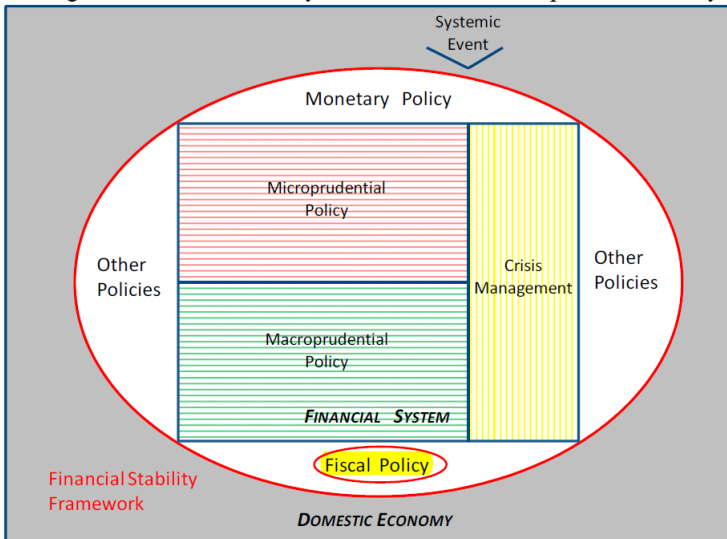 Systemic
Event
Monetary Policy
Microprudential
Policy
Other
Policies
Crisis
Management
Other
Policies
Macroprudential
Policy
FINANCIAL SYSTEM
Fiscal Policy
Financial Stability
Framework
DOMESTIC ECONOMY